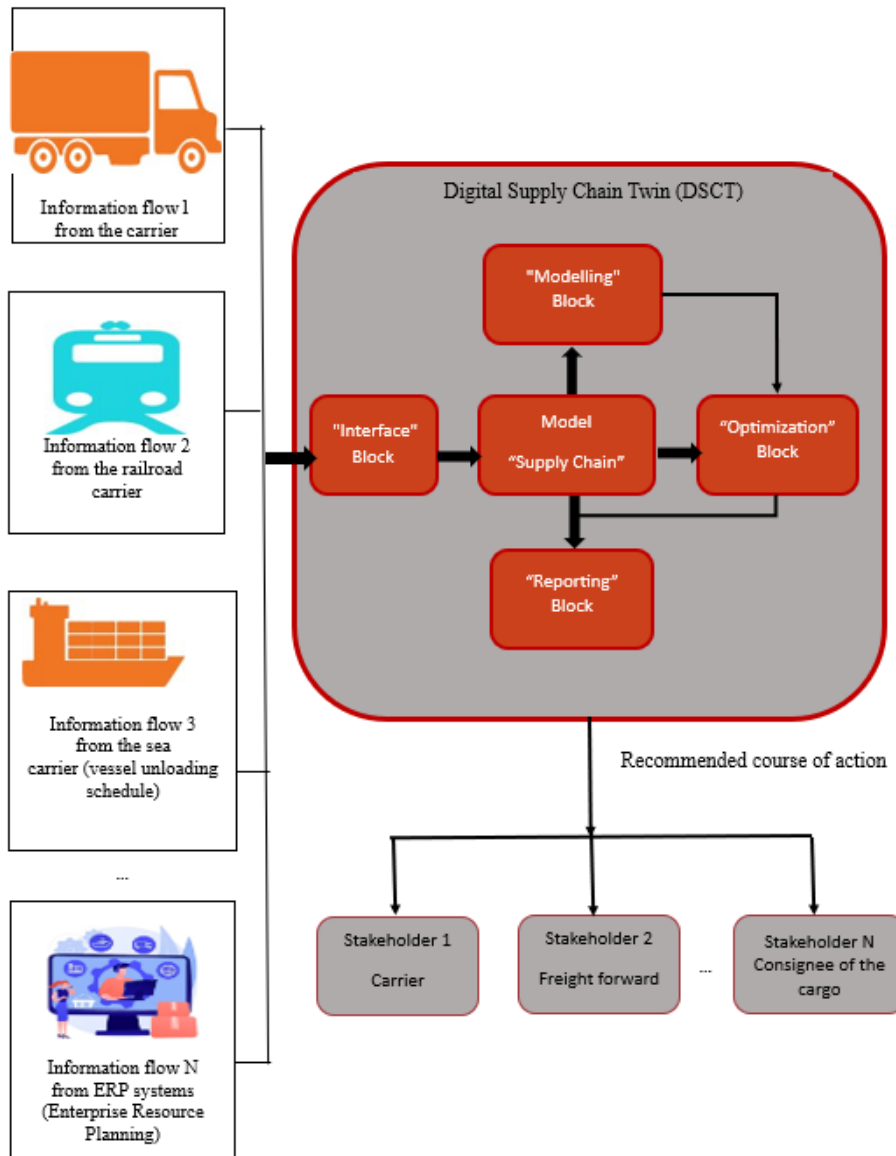 Information flow 1
from the carrier
Information flow 2
from the railroad
carrier
Information flow 3
from the sea
carrier (vessel unloading
schedule)
...
Information flow N
from ERP systems
(Enterprise Resource
Planning)
Digital Supply Chain Twin (DSCT)
"Modelling"
Block
"Interface"
Block
Model
“Supply Chain”
“Optimization”
Block
“Reporting”
Block
Recommended course of action
Stakeholder 1
Carrier
Stakeholder 2
Freight forward
...
Stakeholder N
Consignee of the
cargo